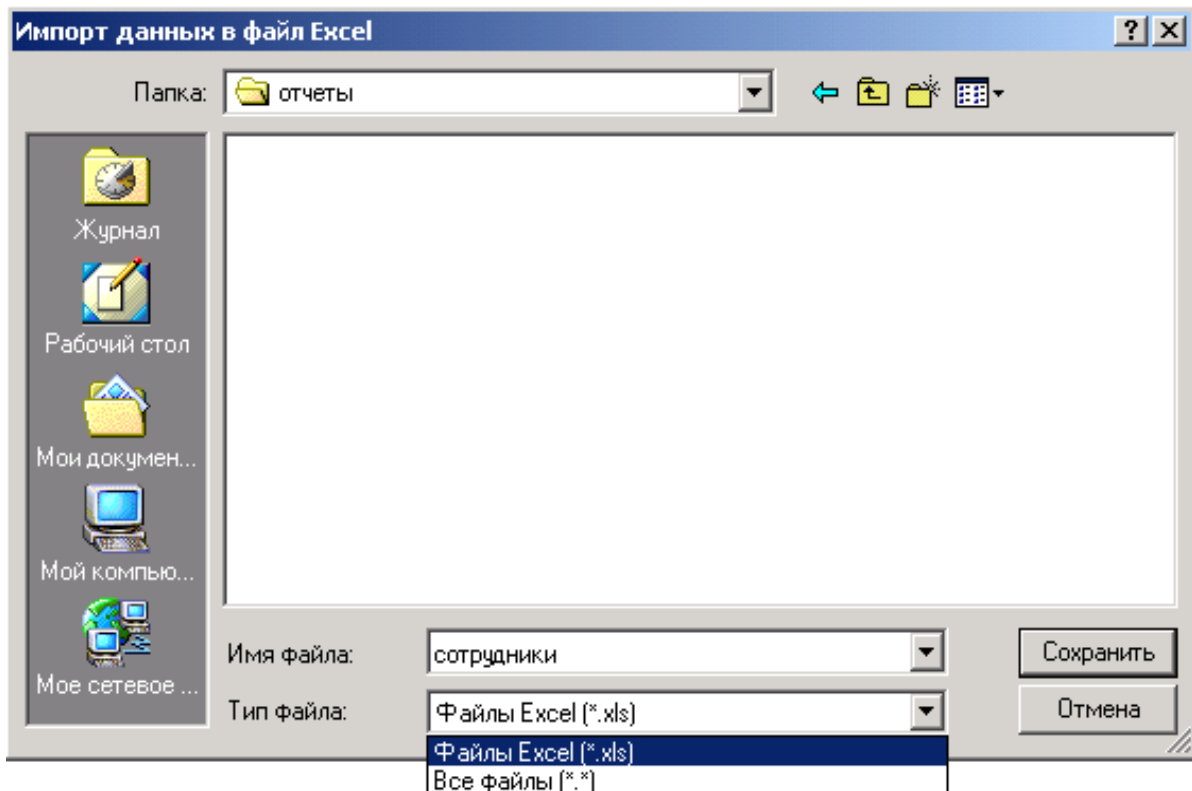 Импорт данных в файл Excel
Папка:
отчеты
Журнал
Рабочий стол
Мои докумен...
Мой компью...
Мое сетевое ...
Имя файла:
сотрудники
Сохранить
Тип файла:
Файлы Excel (*.xls)
Отмена
Файлы Excel (*.xls)
Все файлы (*.*)